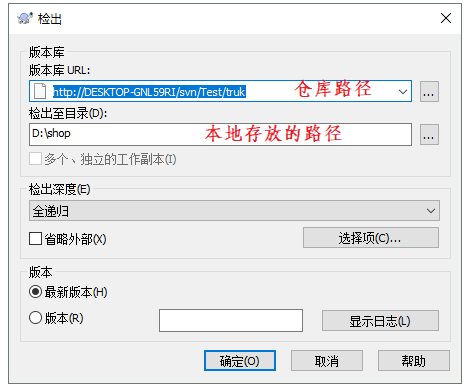 检出
版本库
版本库 URL:
http://DESKTOP-GNL59RI/svn/Test/truk 仓库路径
...
检出至目录(D):
D:\shop 本地存放的路径
...
多个、独立的工作副本(I)
检出深度(E)
全递归
省略外部(X) 选择项(C)...
版本
最新版本(H)
版本(R) 显示日志(L)
确定(O) 取消 帮助